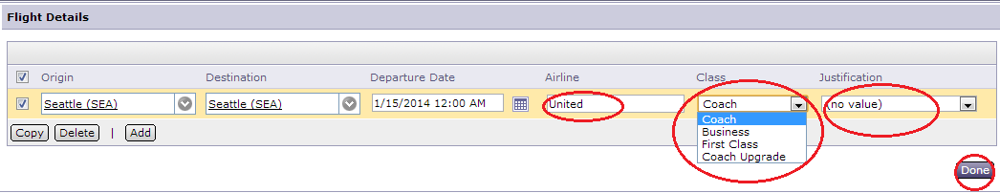 Flight Details
Origin Destination Departure Date Airline Class Justification
Seattle (SEA) Seattle (SEA) 1/15/2014 12:00 AM United Coach (no value)
Coach
Business
First Class
Coach Upgrade
Copy Delete | Add
Done